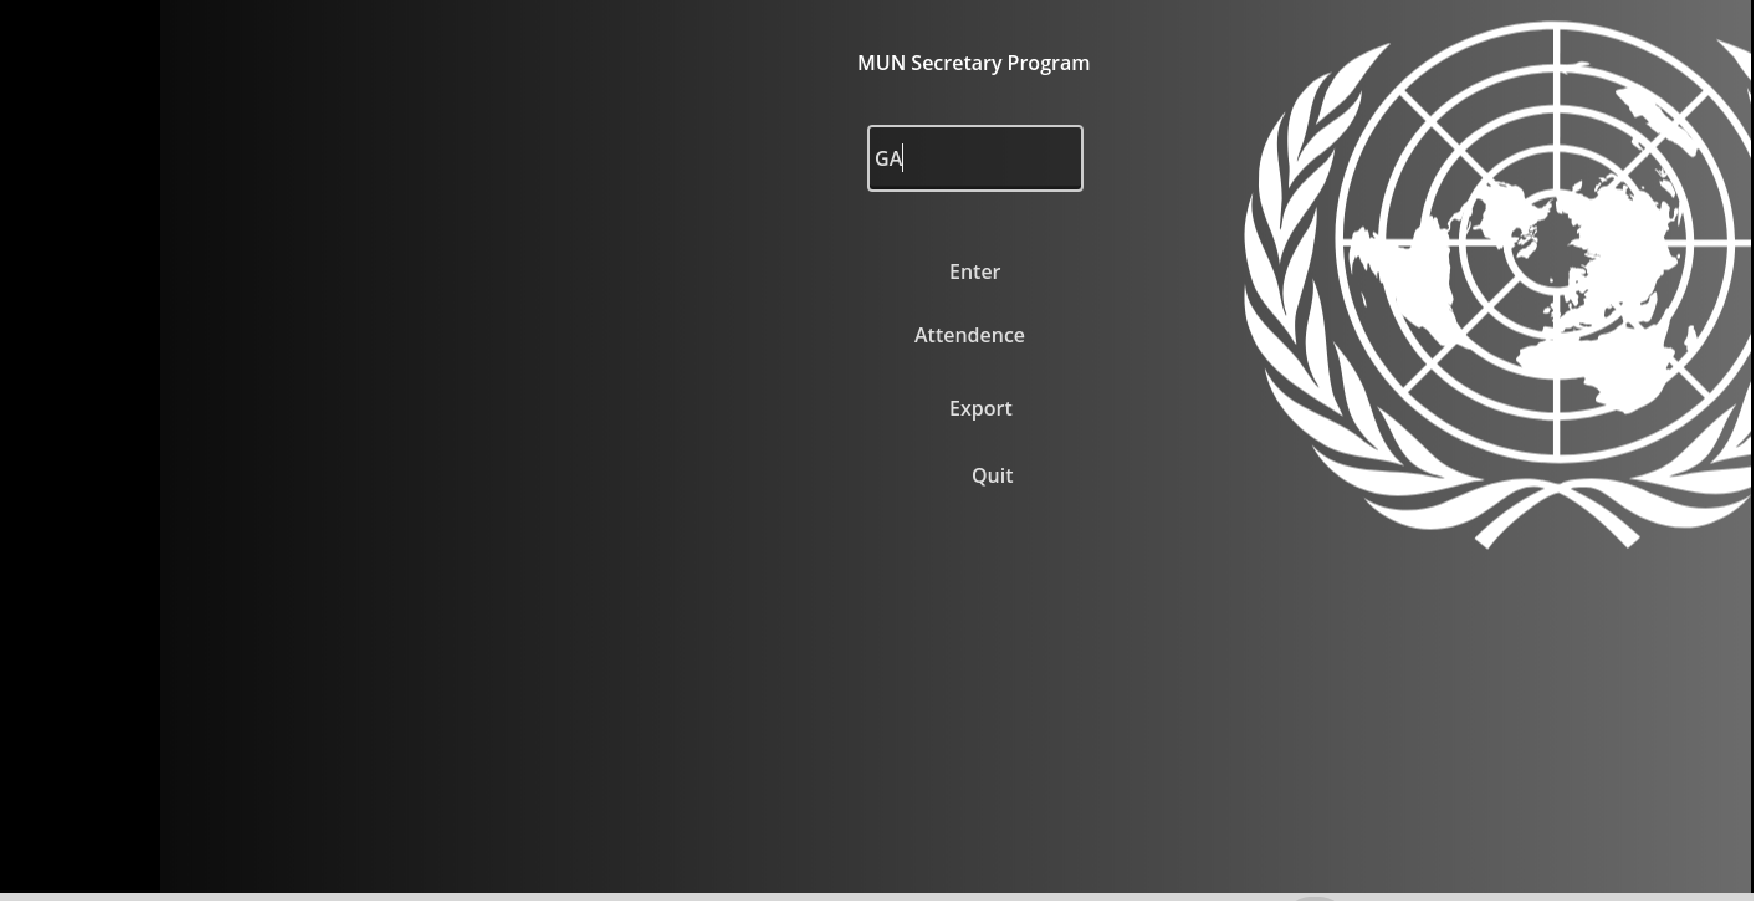 MUN Secretary Program
GA
Enter
Attendence
Export
Quit